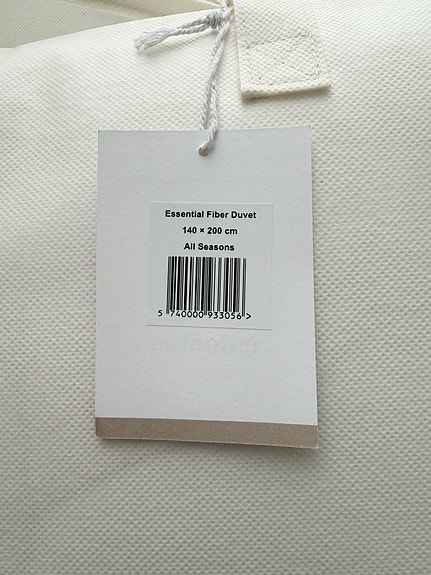 Essential Fiber Duvet
140 × 200 cm
All Seasons
5 740000 933056 >